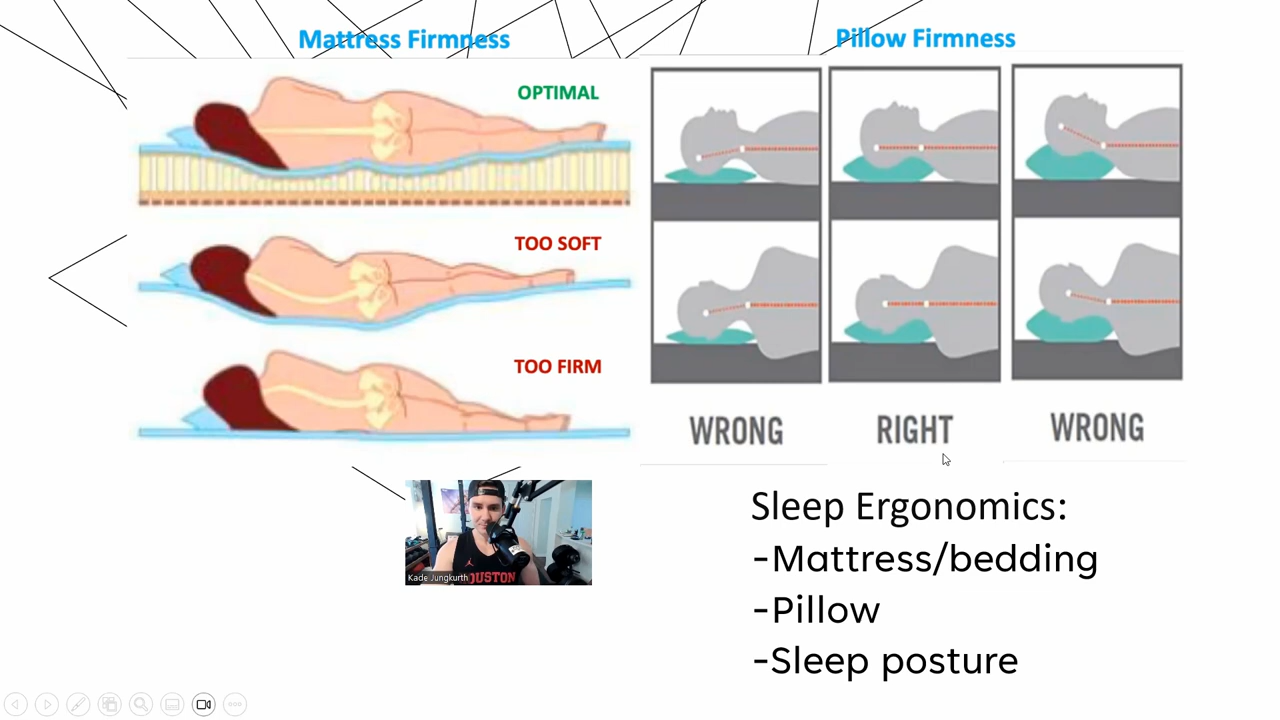 Mattress Firmness
OPTIMAL
TOO SOFT
TOO FIRM
Pillow Firmness
WRONG
RIGHT
WRONG
Kade Jungkurth
OUSTON
Sleep Ergonomics:
-Mattress/bedding
-Pillow
-Sleep posture